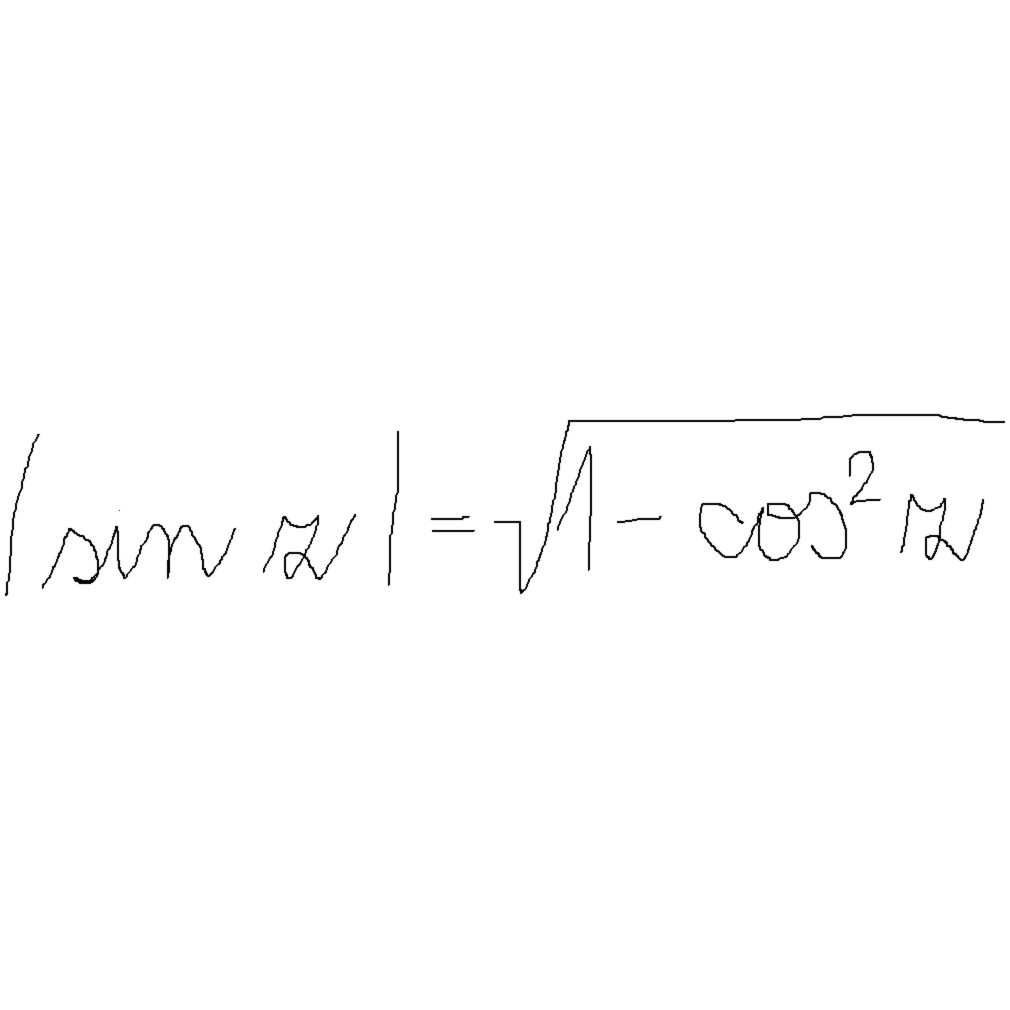 |sin z| = √(1 - cos² z)